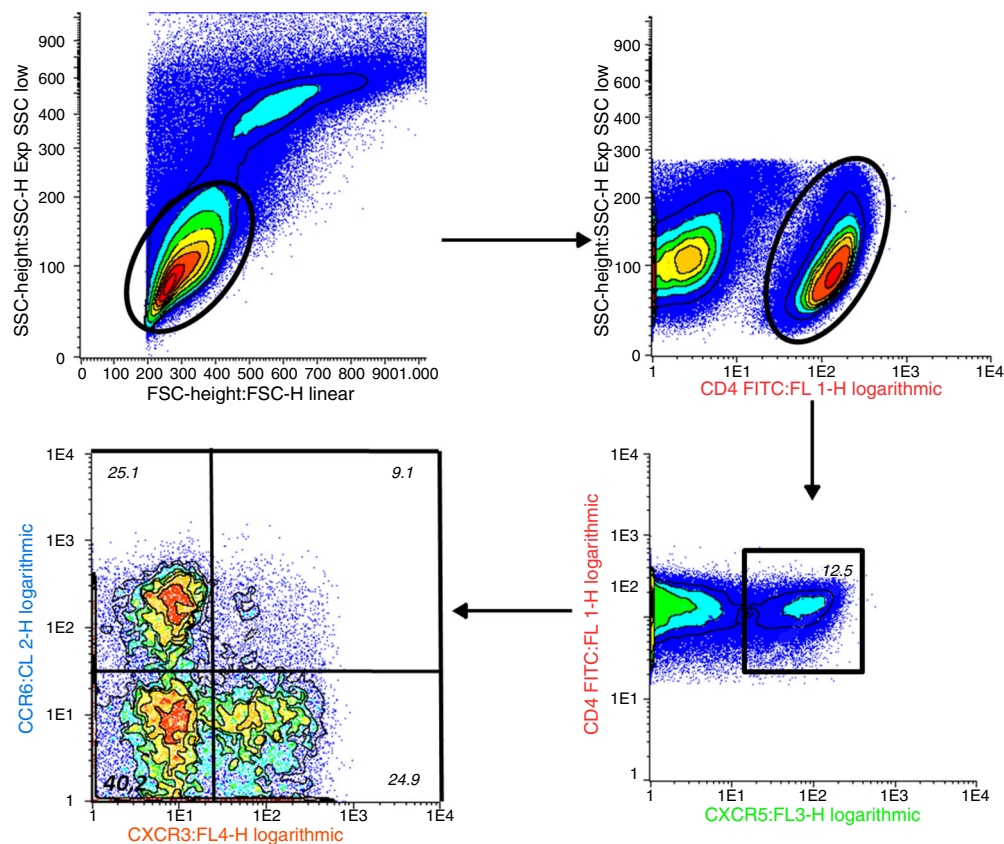 900
600
400
300
200
100
0
SSC-height:SSC-H Exp SSC low
0 100 200 300 400 500 600 700 800 9001.000
FSC-height:FSC-H linear
900
600
400
300
200
100
0
SSC-height:SSC-H Exp SSC low
1 1E1 1E2 1E3 1E4
CD4 FITC:FL 1-H logarithmic
1E4
1E3
1E2
1E1
1
CCR6:CL 2-H logarithmic
25.1 9.1
40.2 24.9
1 1E1 1E2 1E3 1E4
CXCR3:FL4-H logarithmic
1E4
1E3
1E2
1E1
1
CD4 FITC:FL 1-H logarithmic
12.5
1 1E1 1E2 1E3 1E4
CXCR5:FL3-H logarithmic